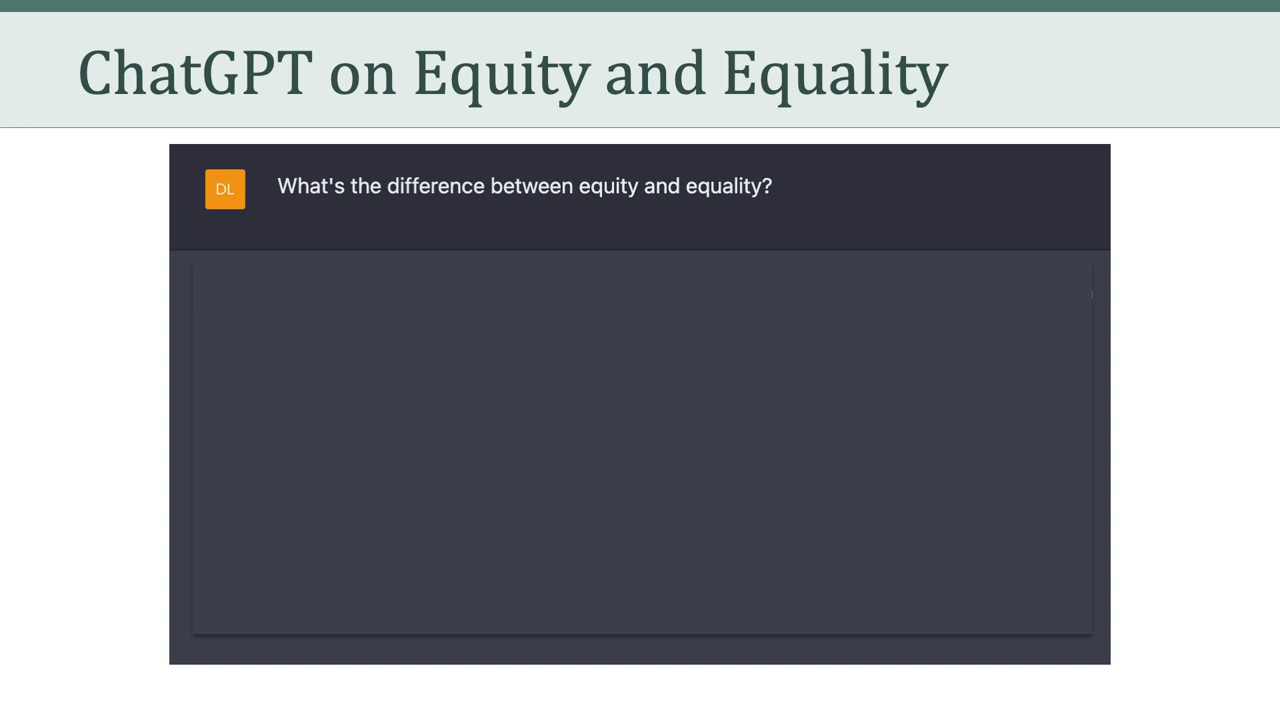 ChatGPT on Equity and Equality
DL
What's the difference between equity and equality?